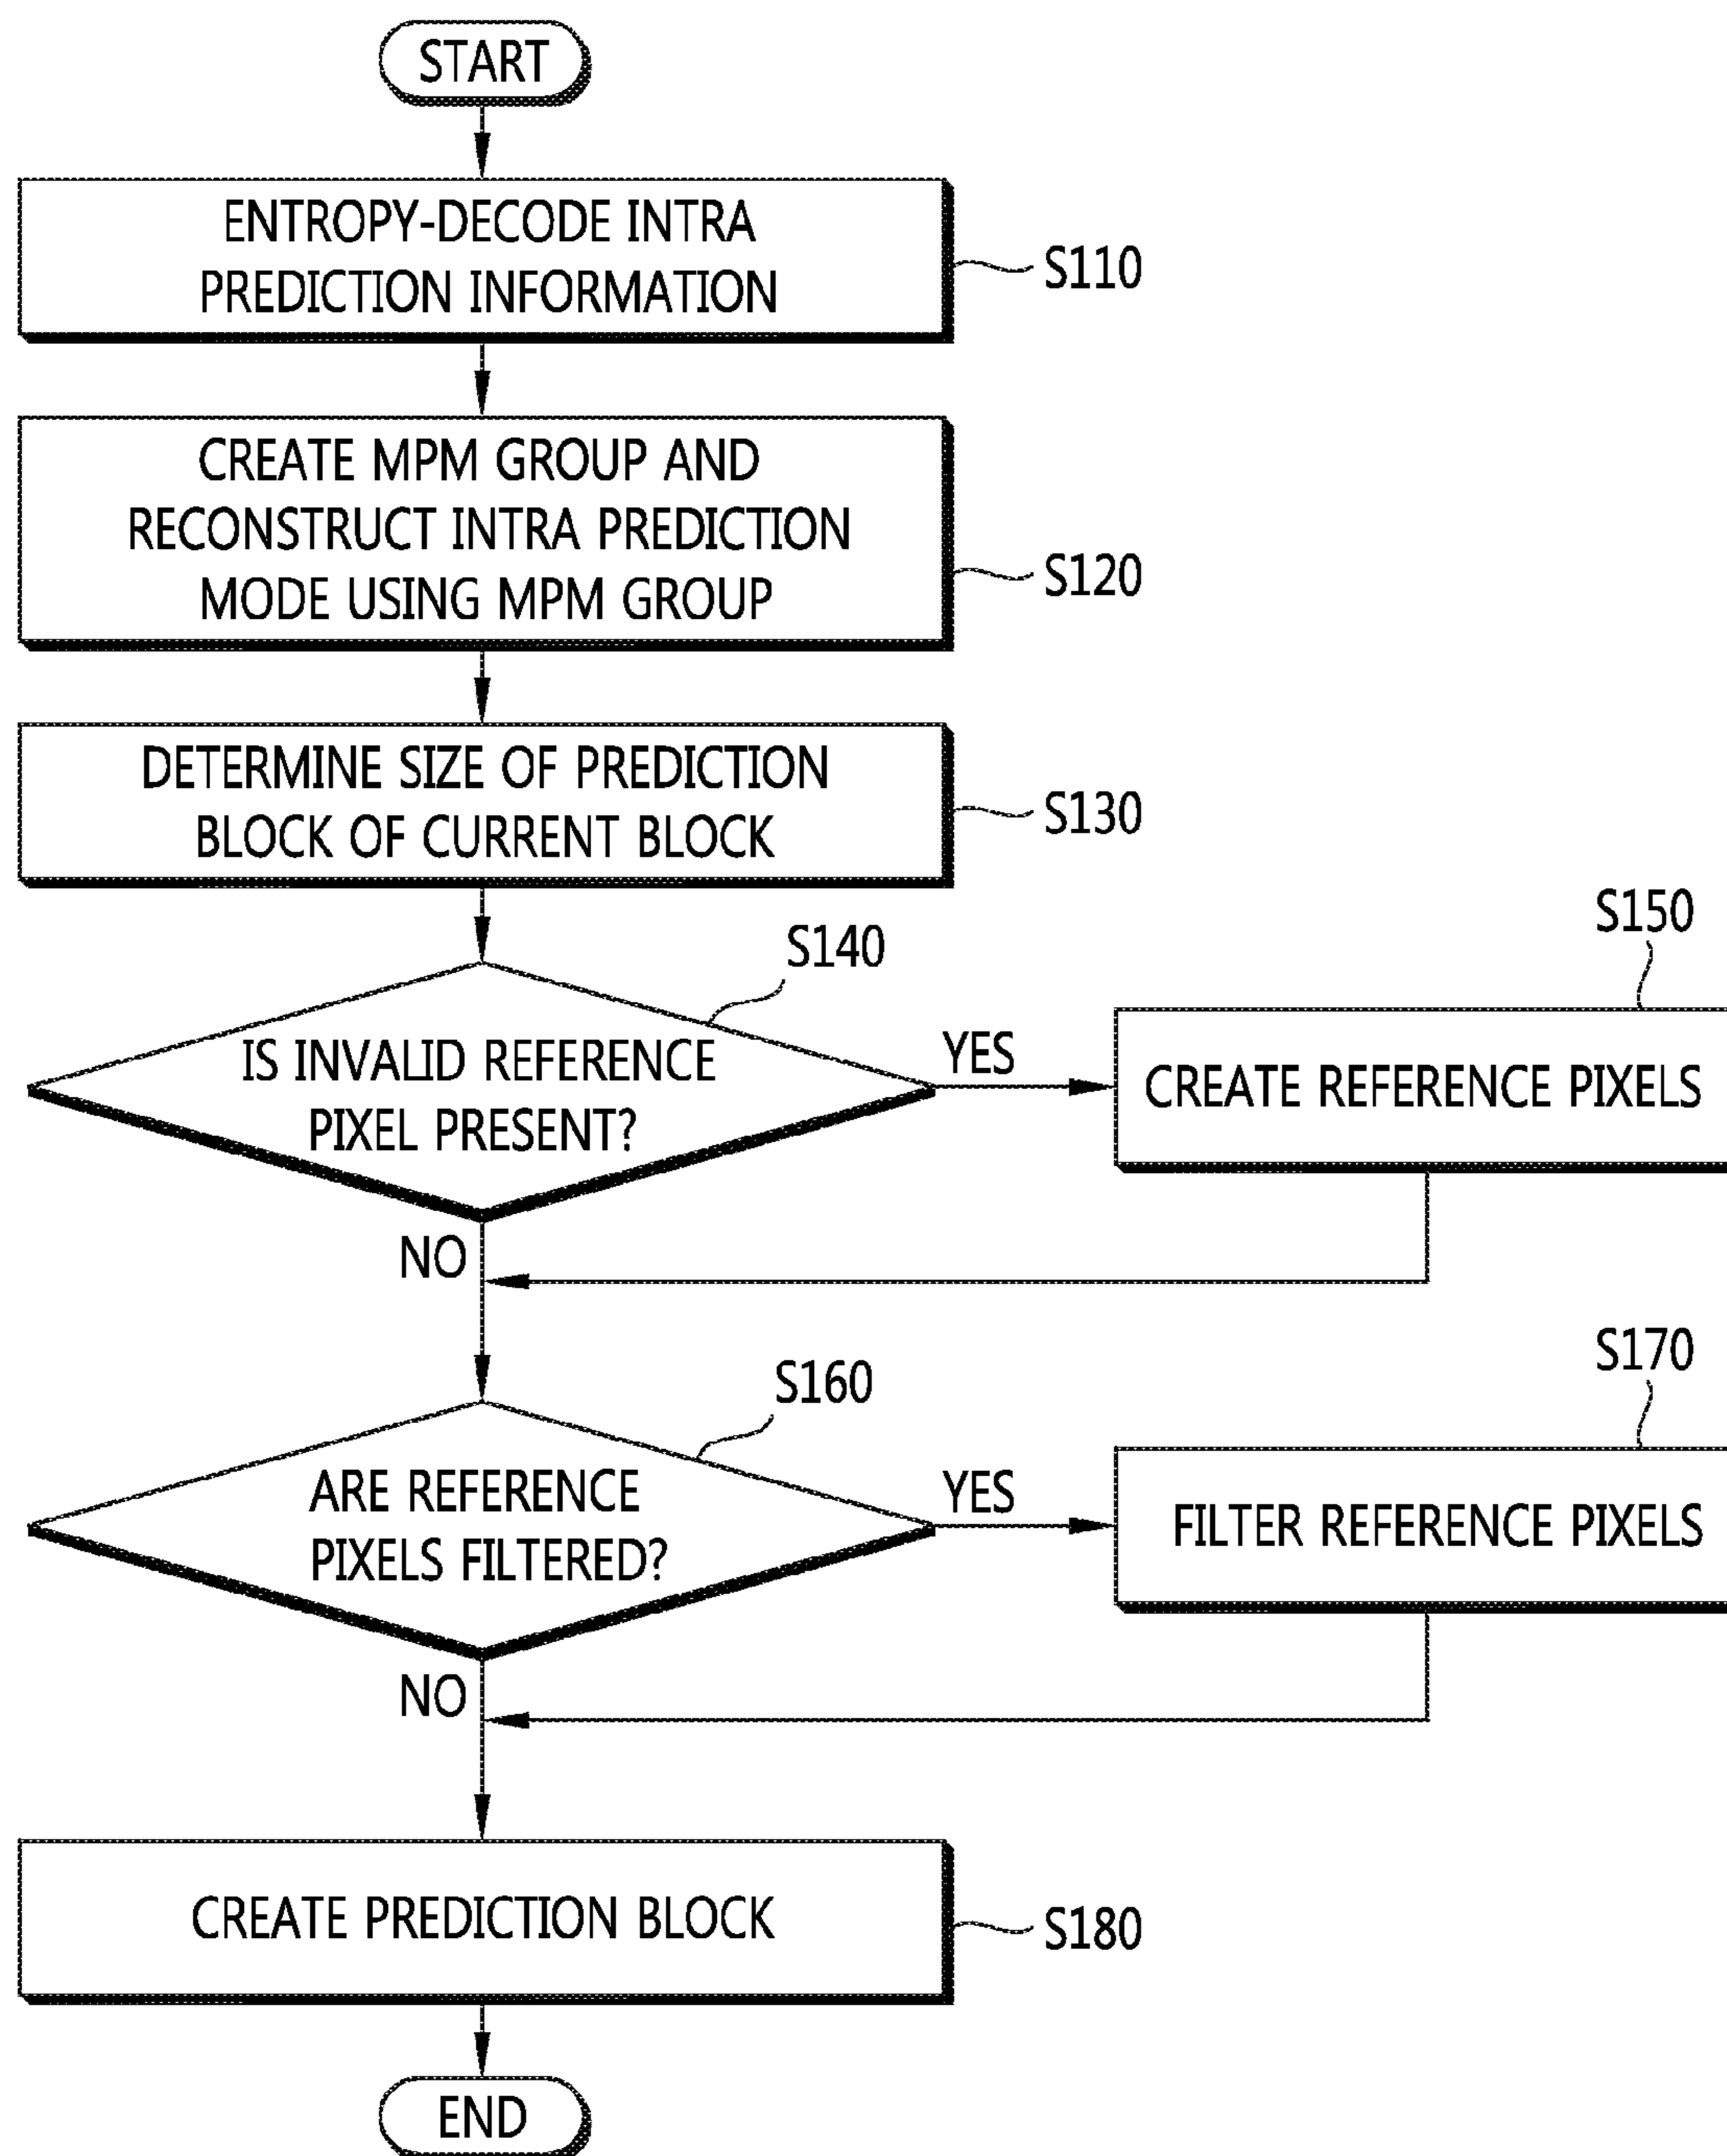 START
ENTROPY-DECODE INTRA
PREDICTION INFORMATION
S110
CREATE MPM GROUP AND
RECONSTRUCT INTRA PREDICTION
MODE USING MPM GROUP
S120
DETERMINE SIZE OF PREDICTION
BLOCK OF CURRENT BLOCK
S130
S140
IS INVALID REFERENCE
PIXEL PRESENT?
YES
S150
CREATE REFERENCE PIXELS
NO
S160
ARE REFERENCE
PIXELS FILTERED?
YES
S170
FILTER REFERENCE PIXELS
NO
CREATE PREDICTION BLOCK
S180
END